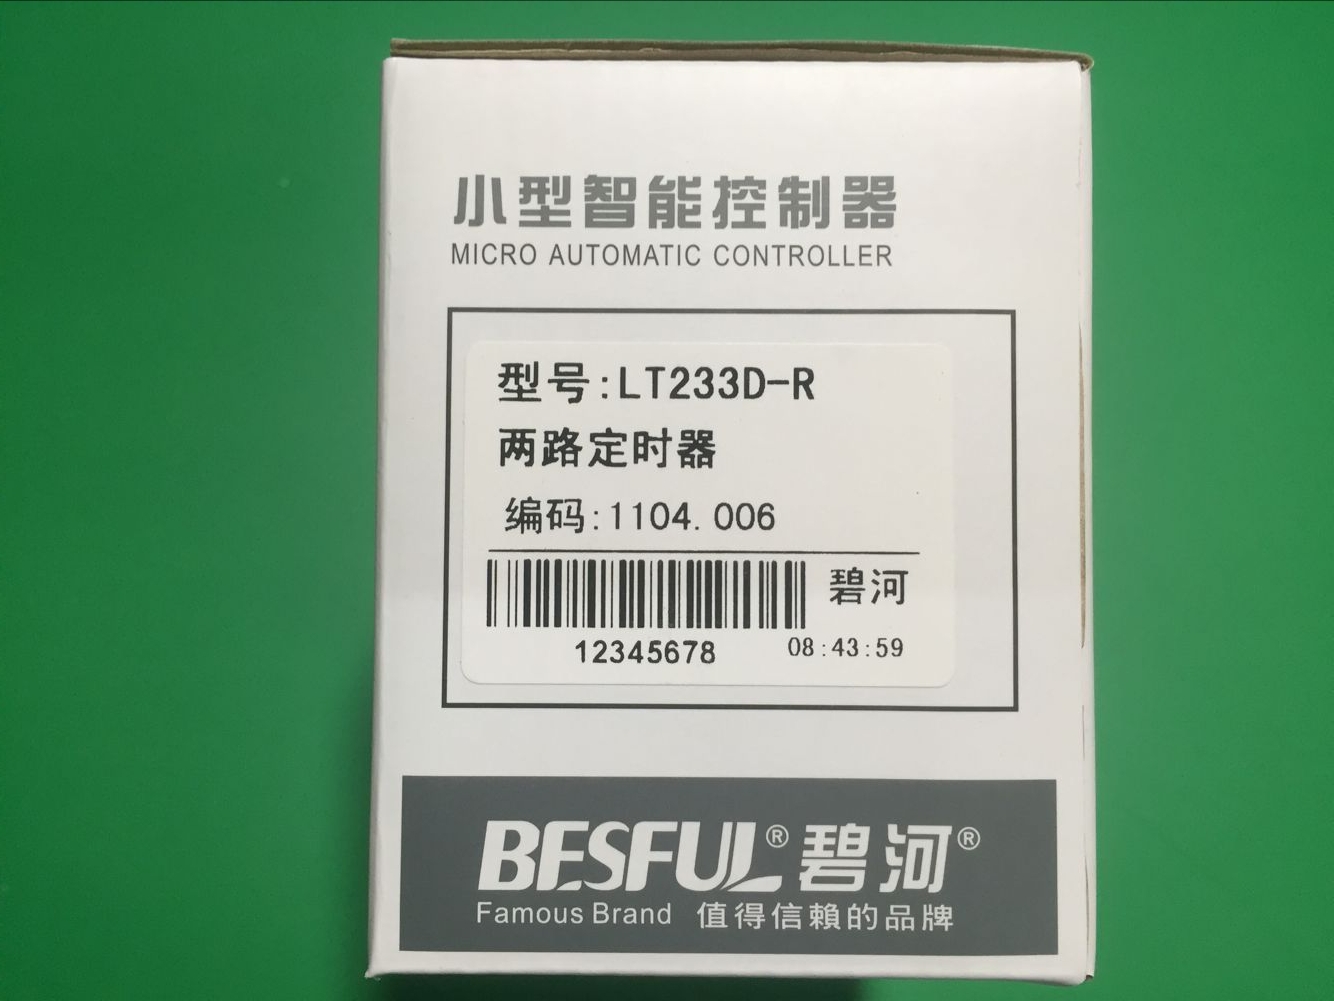 小型智能控制器
MICRO AUTOMATIC CONTROLLER
型号:LT233D-R
两路定时器
编码:1104.006
碧河
12345678 08:43:59
BESFUL® 碧河®
Famous Brand 值得信賴的品牌